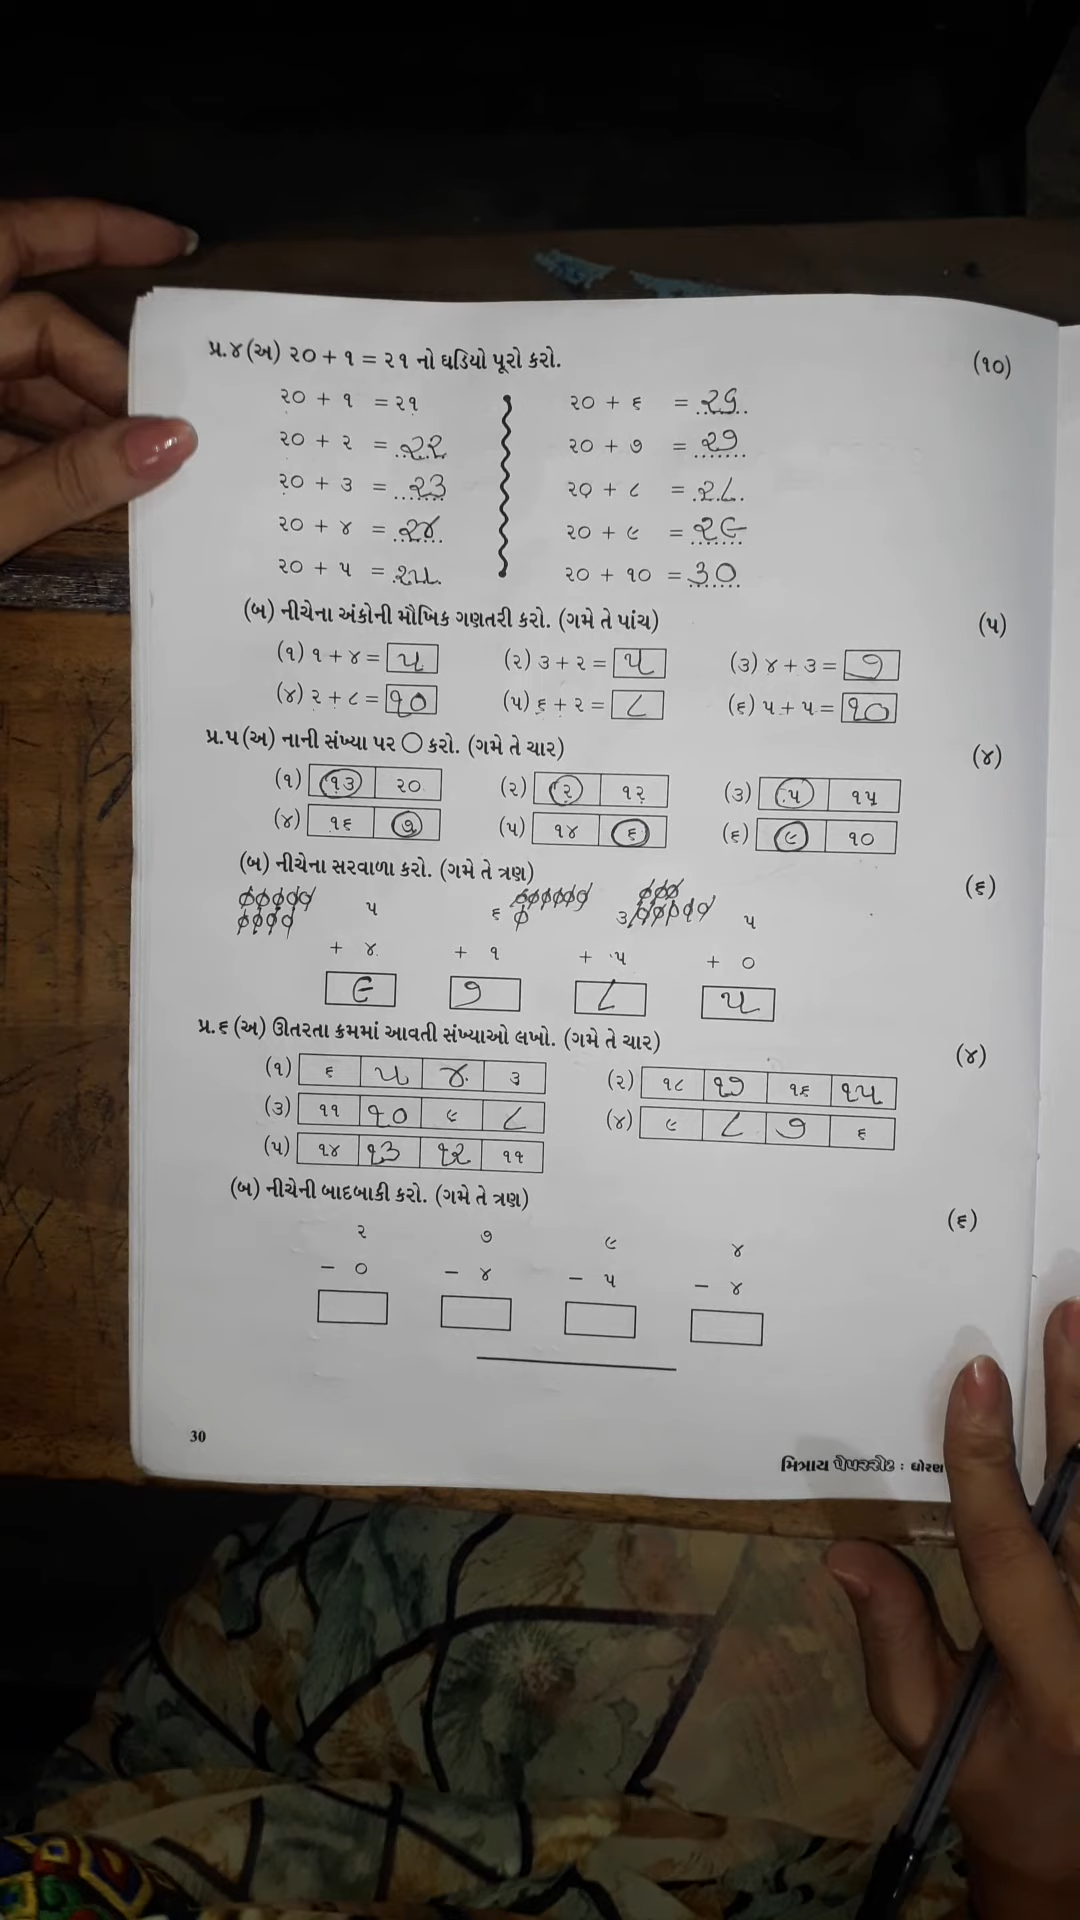 પ્ર.૪(અ) ૨૦ + ૧ = ૨૧ નો ઘડિયો પૂરો કરો. (૧૦)
૨૦ + ૧ = ૨૧ ૨૦ + ૬ = ૨૬
૨૦ + ૨ = ૨૨ ૨૦ + ૭ = ૨૭
૨૦ + ૩ = ૨૩ ૨૦ + ૮ = ૨૮
૨૦ + ૪ = ૨૪ ૨૦ + ૯ = ૨૯
૨૦ + ૫ = ૨૫ ૨૦ + ૧૦ = ૩૦
(બ) નીચેના અંકોની મૌખિક ગણતરી કરો. (ગમે તે પાંચ) (૫)
(૧) ૧ + ૪ = ૫ (૨) ૩ + ૨ = ૫ (૩) ૪ + ૩ = ૭
(૪) ૨ + ૮ = ૧૦ (૫) ૬ + ૨ = ૮ (૬) ૫ + ૫ = ૧૦
પ્ર.૫(અ) નાની સંખ્યા પર ◯ કરો. (ગમે તે ચાર) (૪)
(૧) ૧૩ ૨૦ (૨) ૨ ૧૨ (૩) ૫ ૧૫
(૪) ૧૬ ૭ (૫) ૧૪ ૬ (૬) ૯ ૧૦
(બ) નીચેના સરવાળા કરો. (ગમે તે ત્રણ) (૬)
૫ ૬ ૩ ૫
+ ૪ + ૧ + ૫ + ૦
૯ ૭ ૮ ૫
પ્ર.૬(અ) ઊતરતા ક્રમમાં આવતી સંખ્યાઓ લખો. (ગમે તે ચાર) (૪)
(૧) ૬ ૫ ૪ ૩ (૨) ૧૮ ૧૭ ૧૬ ૧૫
(૩) ૧૧ ૧૦ ૯ ૮ (૪) ૯ ૮ ૭ ૬
(૫) ૧૪ ૧૩ ૧૨ ૧૧
(બ) નીચેની બાદબાકી કરો. (ગમે તે ત્રણ) (૬)
૨ ૭ ૯ ૪
– ૦ – ૪ – ૫ – ૪
30
મિત્રાય પેપરસેટ : ધોરણ